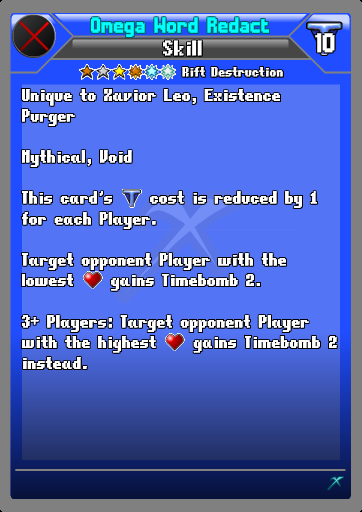 Omega Word Redact
Skill
10
Rift Destruction
Unique to Xavior Leo, Existence
Purger
Mythical, Void
This card's cost is reduced by 1
for each Player.
Target opponent Player with the
lowest gains Timebomb 2.
3+ Players: Target opponent Player
with the highest gains Timebomb 2
instead.